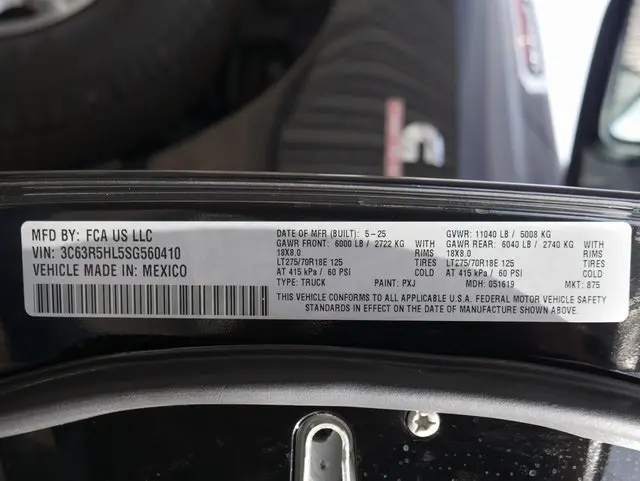 MFD BY: FCA US LLC
VIN: 3C63R5HL5SG560410
VEHICLE MADE IN: MEXICO
DATE OF MFR (BUILT): 5-25
GVWR: 11040 LB / 5008 KG
GAWR FRONT: 6000 LB / 2722 KG
GAWR REAR: 6040 LB / 2740 KG
18X8.0 RIMS
18X8.0 RIMS
LT275/70R18E 125 TIRES
LT275/70R18E 125 TIRES
AT 415 kPa / 60 PSI COLD
AT 415 kPa / 60 PSI COLD
TYPE: TRUCK PAINT: PXJ MDH: 051619 MKT: 875
THIS VEHICLE CONFORMS TO ALL APPLICABLE U.S.A. FEDERAL MOTOR VEHICLE SAFETY
STANDARDS IN EFFECT ON THE DATE OF MANUFACTURE SHOWN ABOVE.